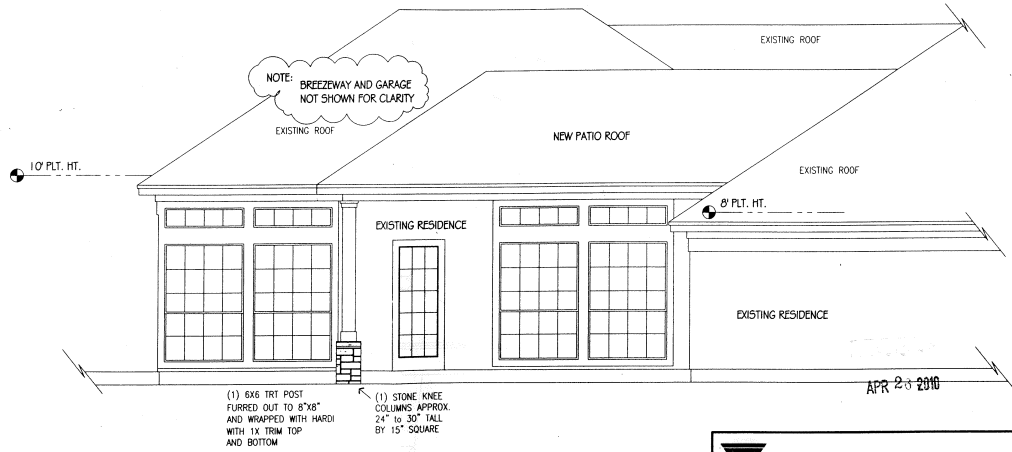 EXISTING ROOF
NOTE:
BREEZEWAY AND GARAGE
NOT SHOWN FOR CLARITY
EXISTING ROOF
NEW PATIO ROOF
10' PLT. HT.
EXISTING ROOF
8' PLT. HT.
EXISTING RESIDENCE
EXISTING RESIDENCE
(1) 6X6 TRT POST
FURRED OUT TO 8"X8"
AND WRAPPED WITH HARDI
WITH 1X TRIM TOP
AND BOTTOM
(1) STONE KNEE
COLUMNS APPROX.
24" to 30" TALL
BY 15" SQUARE
APR 2 2010